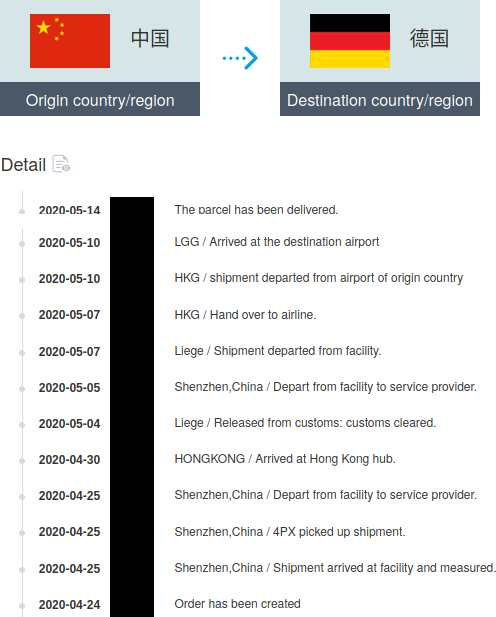 中国
德国
Origin country/region
Destination country/region
Detail
2020-05-14 The parcel has been delivered.
2020-05-10 LGG / Arrived at the destination airport
2020-05-10 HKG / shipment departed from airport of origin country
2020-05-07 HKG / Hand over to airline.
2020-05-07 Liege / Shipment departed from facility.
2020-05-05 Shenzhen,China / Depart from facility to service provider.
2020-05-04 Liege / Released from customs: customs cleared.
2020-04-30 HONGKONG / Arrived at Hong Kong hub.
2020-04-25 Shenzhen,China / Depart from facility to service provider.
2020-04-25 Shenzhen,China / 4PX picked up shipment.
2020-04-25 Shenzhen,China / Shipment arrived at facility and measured.
2020-04-24 Order has been created